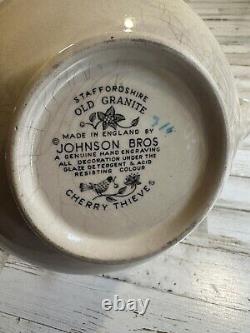 STAFFORDSHIRE
OLD GRANITE
MADE IN ENGLAND BY
© JOHNSON BROS
A GENUINE HAND ENGRAVING
ALL DECORATION UNDER THE
GLAZE DETERGENT & ACID
RESISTING COLOUR
"CHERRY THIEVES"
ebay